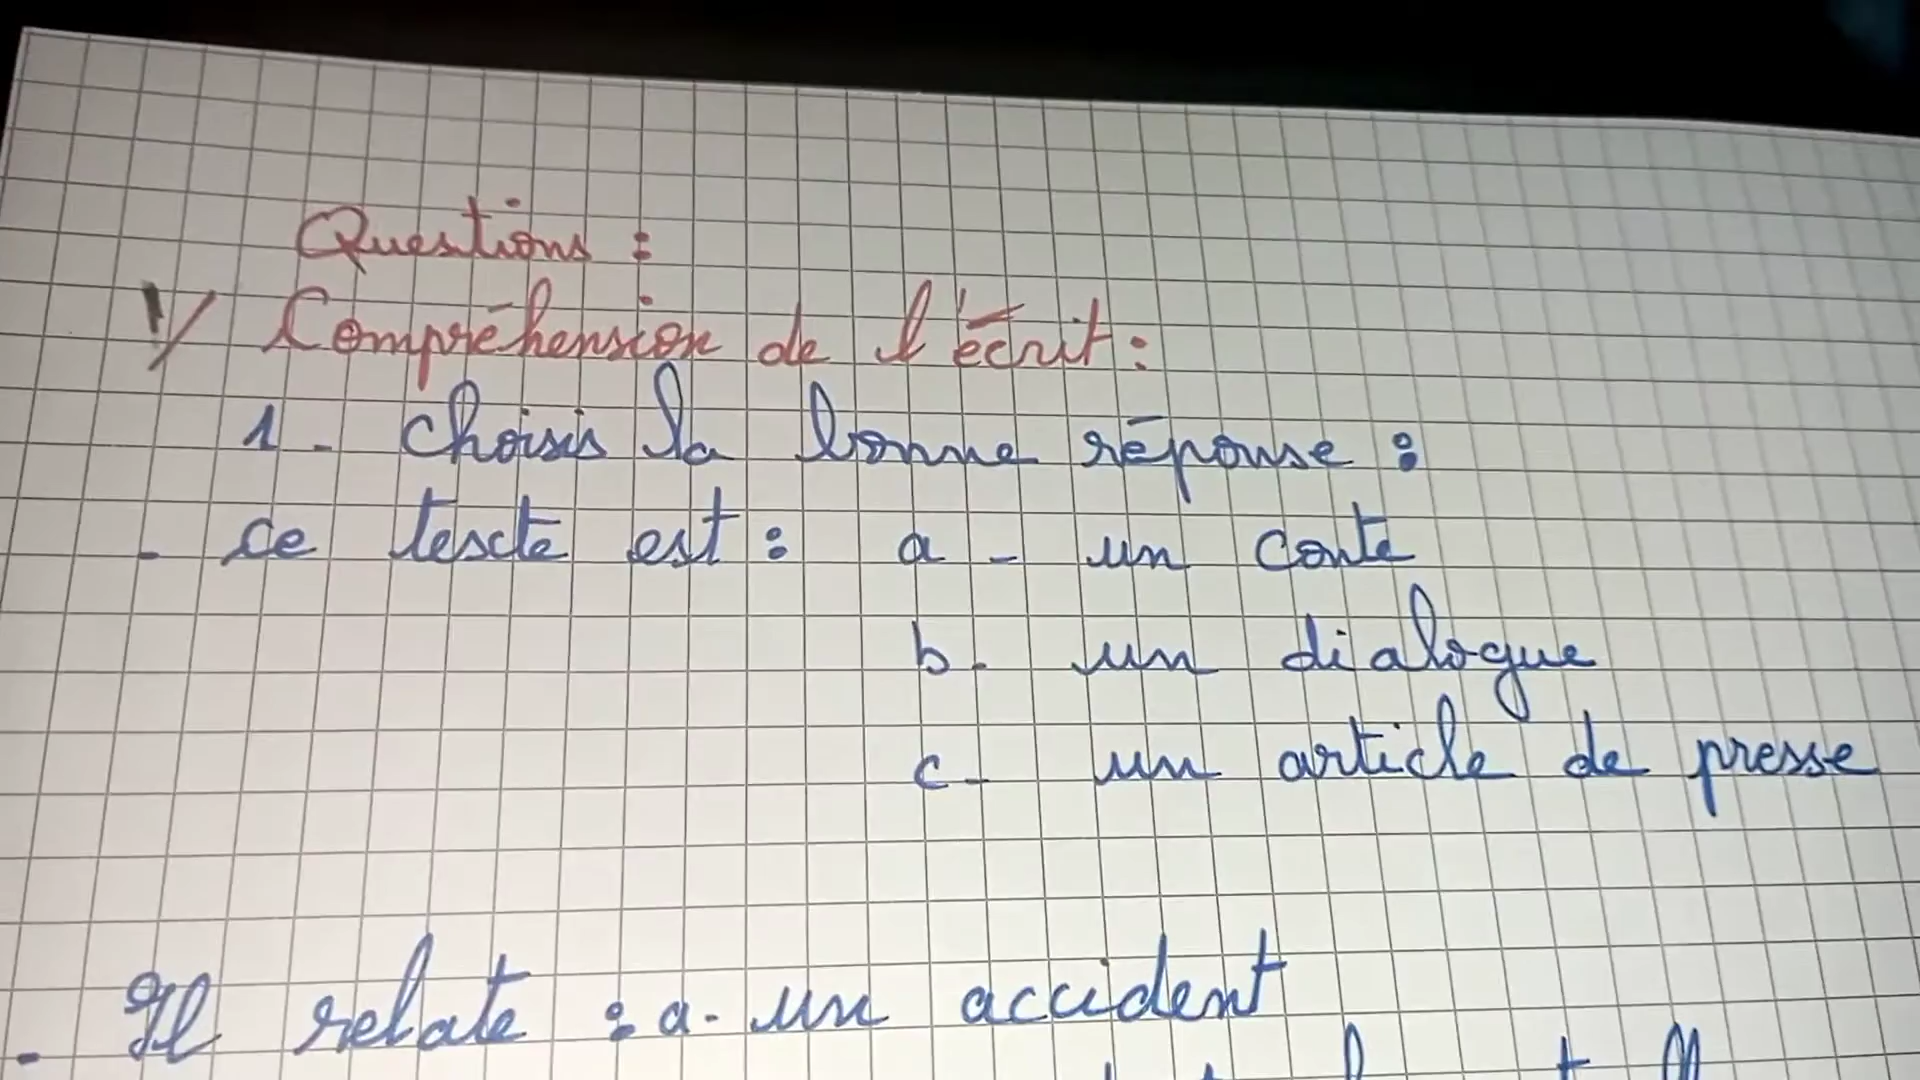 Questions :
1/ Compréhension de l'écrit :
1 - choisis la bonne réponse :
- ce texte est : a - un conte
b - un dialogue
c - un article de presse
- Il relate : a - un accident